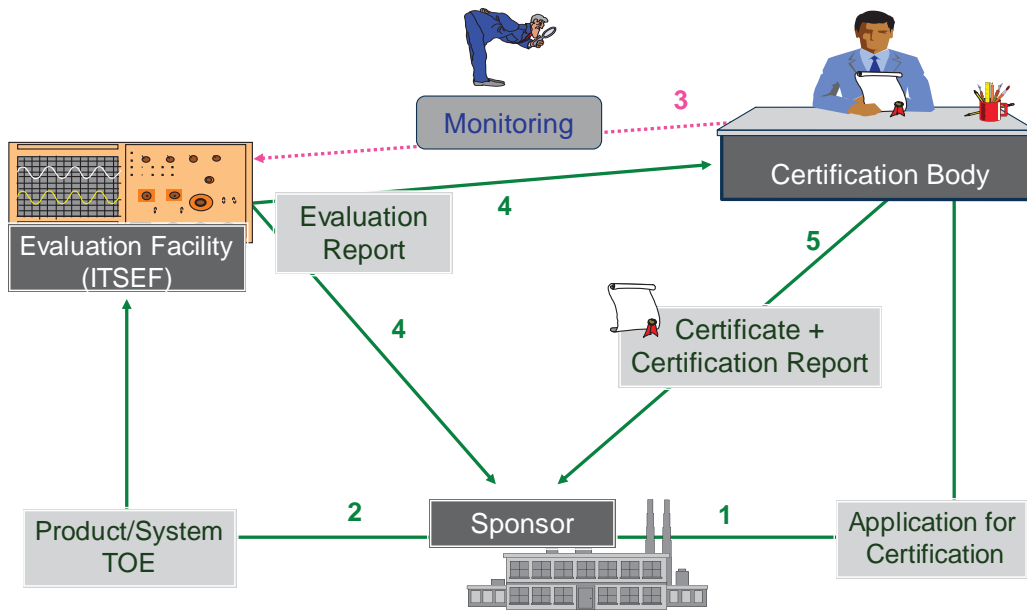 3
Monitoring
Certification Body
4
Evaluation
Report
Evaluation Facility
(ITSEF)
5
4
Certificate +
Certification Report
2
Sponsor
1
Product/System
TOE
Application for
Certification